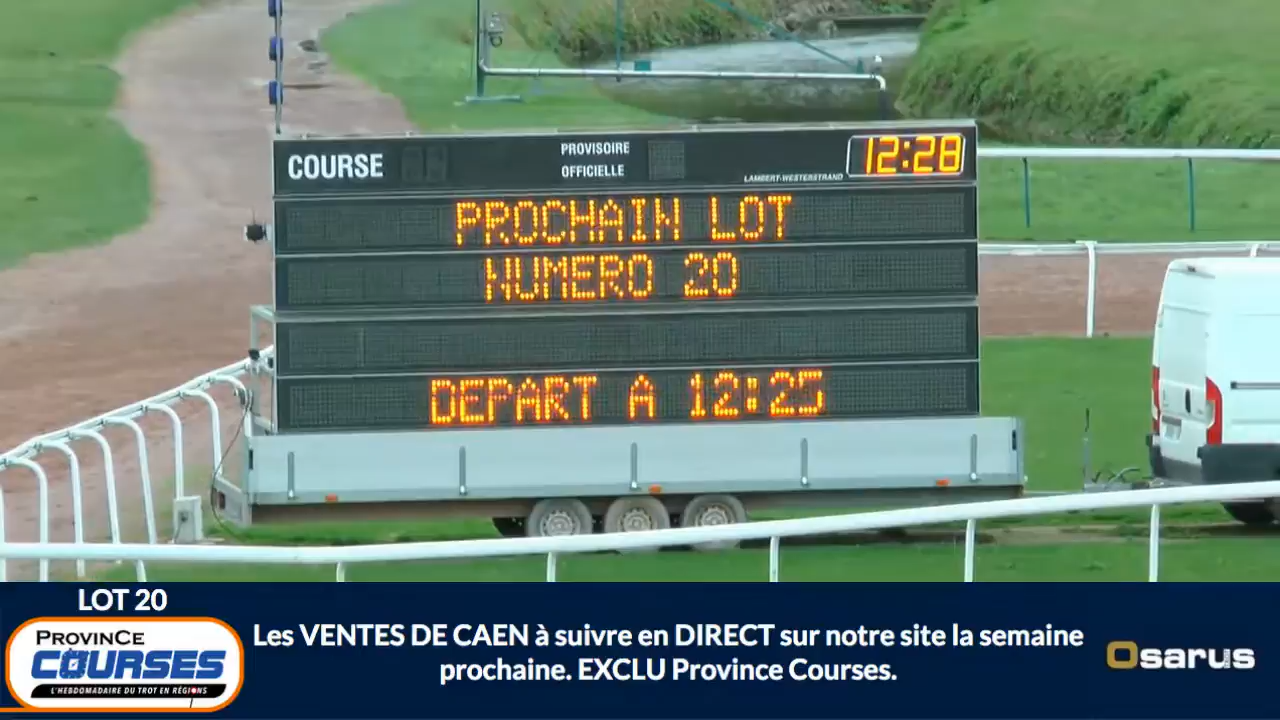 COURSE
PROVISOIRE
OFFICIELLE
LAMBERT-WESTERSTRAND
12:28
PROCHAIN LOT
NUMERO 20
DEPART A 12:25
LOT 20
PROVINCE
COURSES
L'HEBDOMADAIRE DU TROT EN RÉGIONS
Les VENTES DE CAEN à suivre en DIRECT sur notre site la semaine
prochaine. EXCLU Province Courses.
Osarus